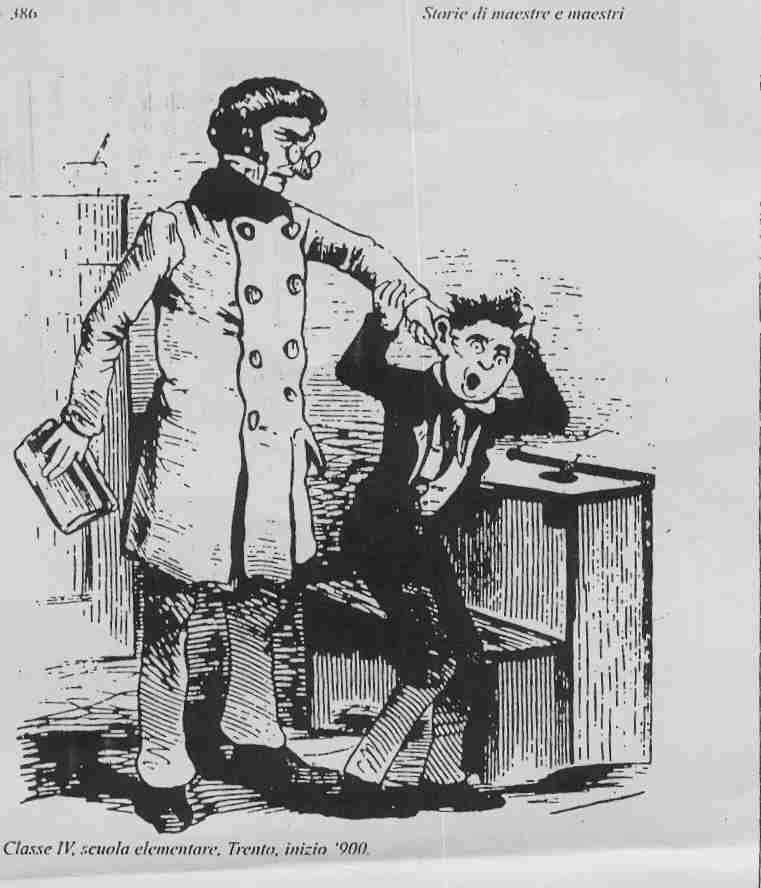 386
Storie di maestre e maestri
Classe IV, scuola elementare, Trento, inizio '900.